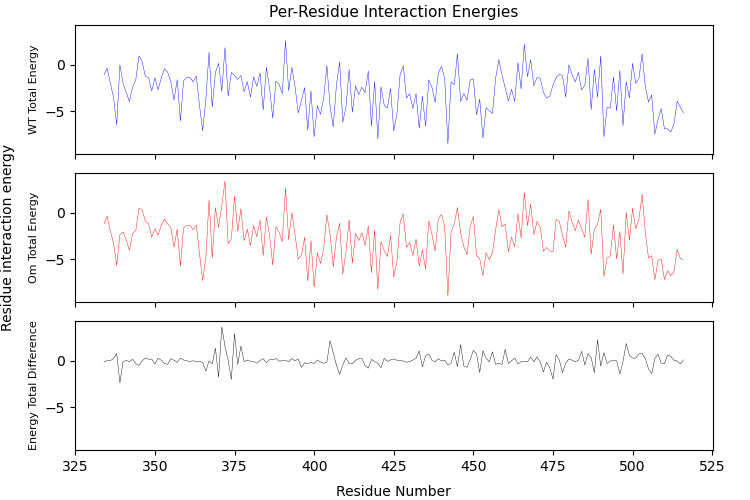 Per-Residue Interaction Energies
Residue interaction energy
WT Total Energy
0
−5
Om Total Energy
0
−5
Energy Total Difference
0
−5
325 350 375 400 425 450 475 500 525
Residue Number